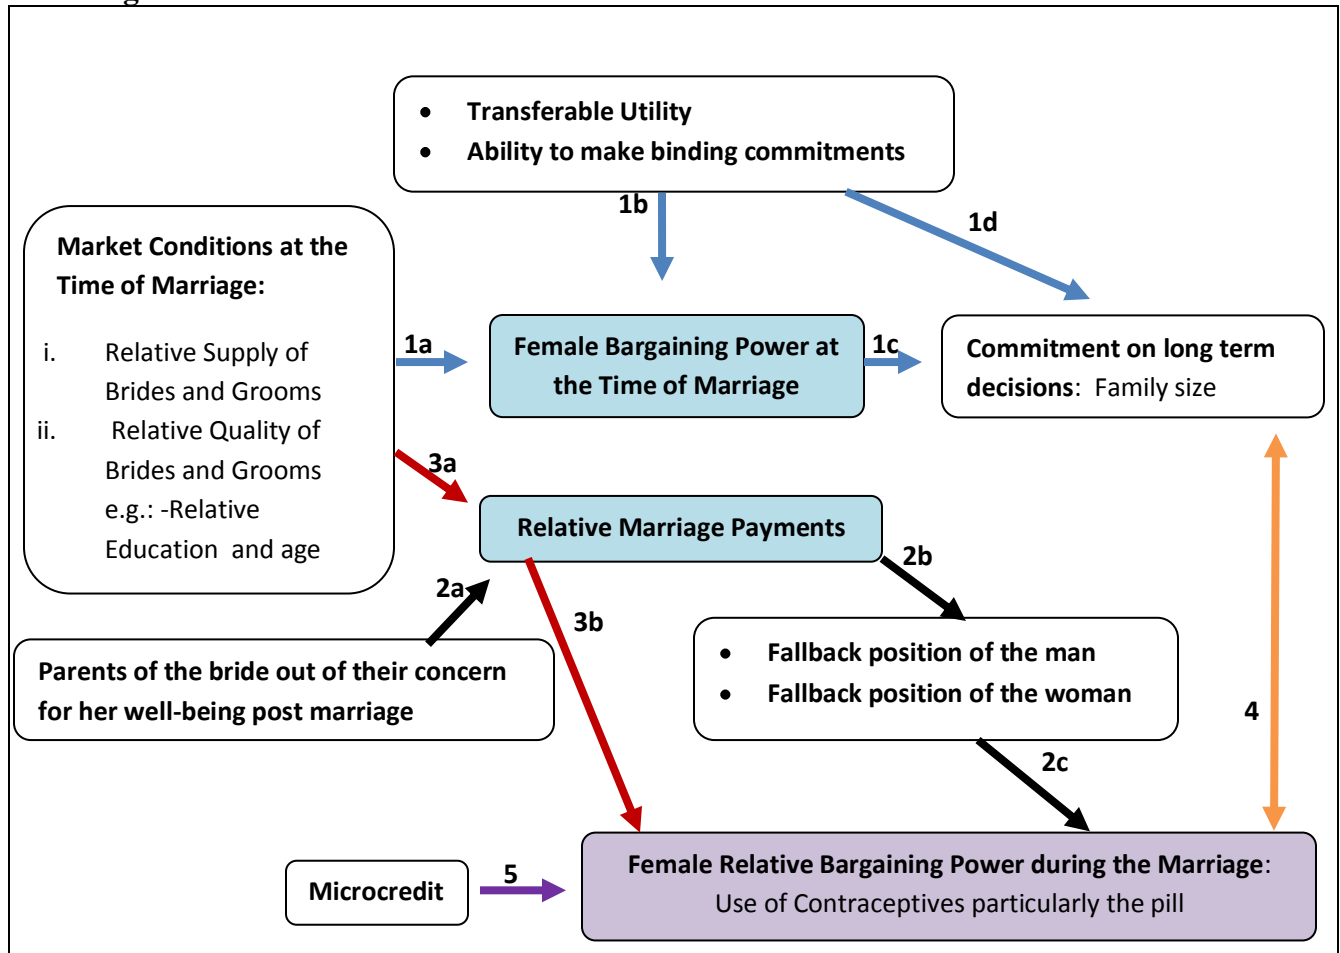 • Transferable Utility
• Ability to make binding commitments
1b
1d
Market Conditions at the
Time of Marriage:
i. Relative Supply of
Brides and Grooms
ii. Relative Quality of
Brides and Grooms
e.g.: -Relative
Education and age
1a
Female Bargaining Power at
the Time of Marriage
1c
Commitment on long term
decisions: Family size
3a
Relative Marriage Payments
2a
2b
3b
Parents of the bride out of their concern
for her well-being post marriage
• Fallback position of the man
• Fallback position of the woman
4
2c
Microcredit
5
Female Relative Bargaining Power during the Marriage:
Use of Contraceptives particularly the pill